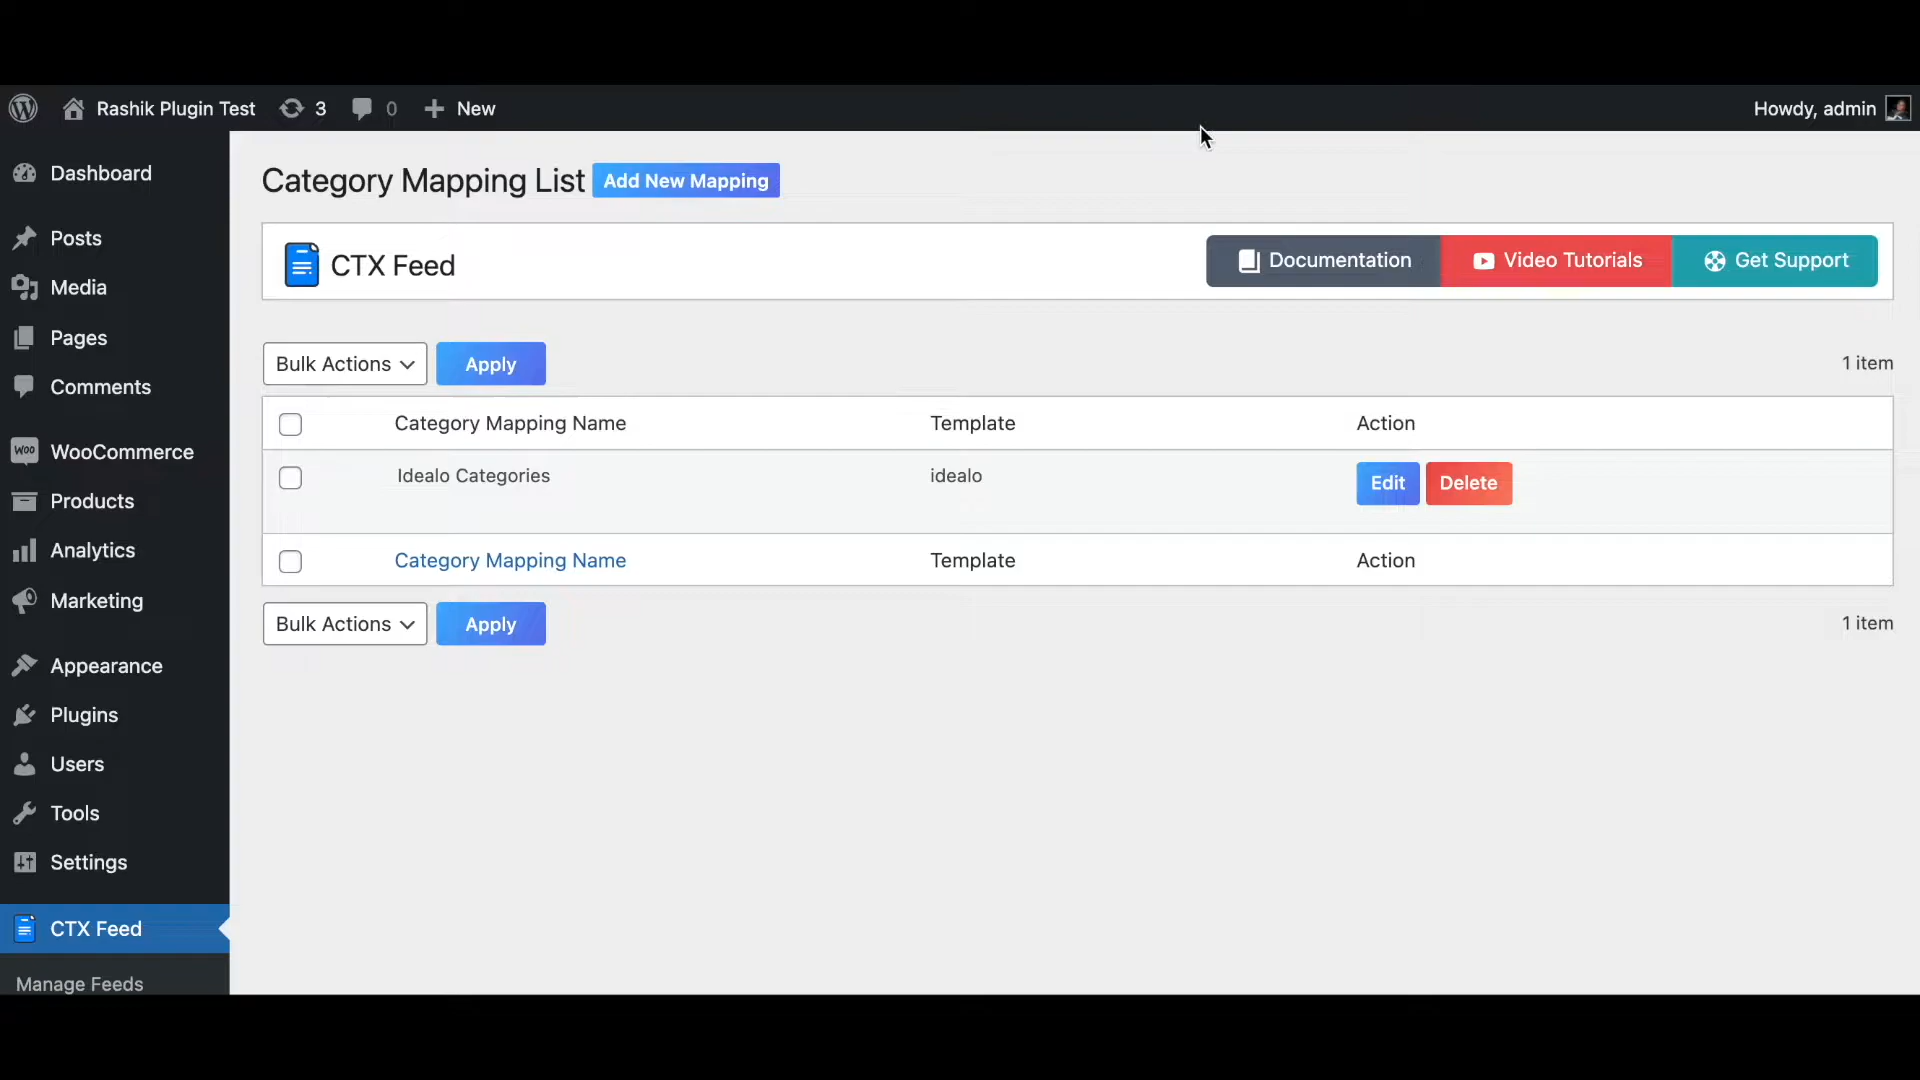 Rashik Plugin Test 3 0 New Howdy, admin
Dashboard
Posts
Media
Pages
Comments
WooCommerce
Products
Analytics
Marketing
Appearance
Plugins
Users
Tools
Settings
CTX Feed
Manage Feeds
Category Mapping List Add New Mapping
CTX Feed Documentation Video Tutorials Get Support
Bulk Actions Apply 1 item
Category Mapping Name Template Action
Idealo Categories idealo Edit Delete
Category Mapping Name Template Action
Bulk Actions Apply 1 item